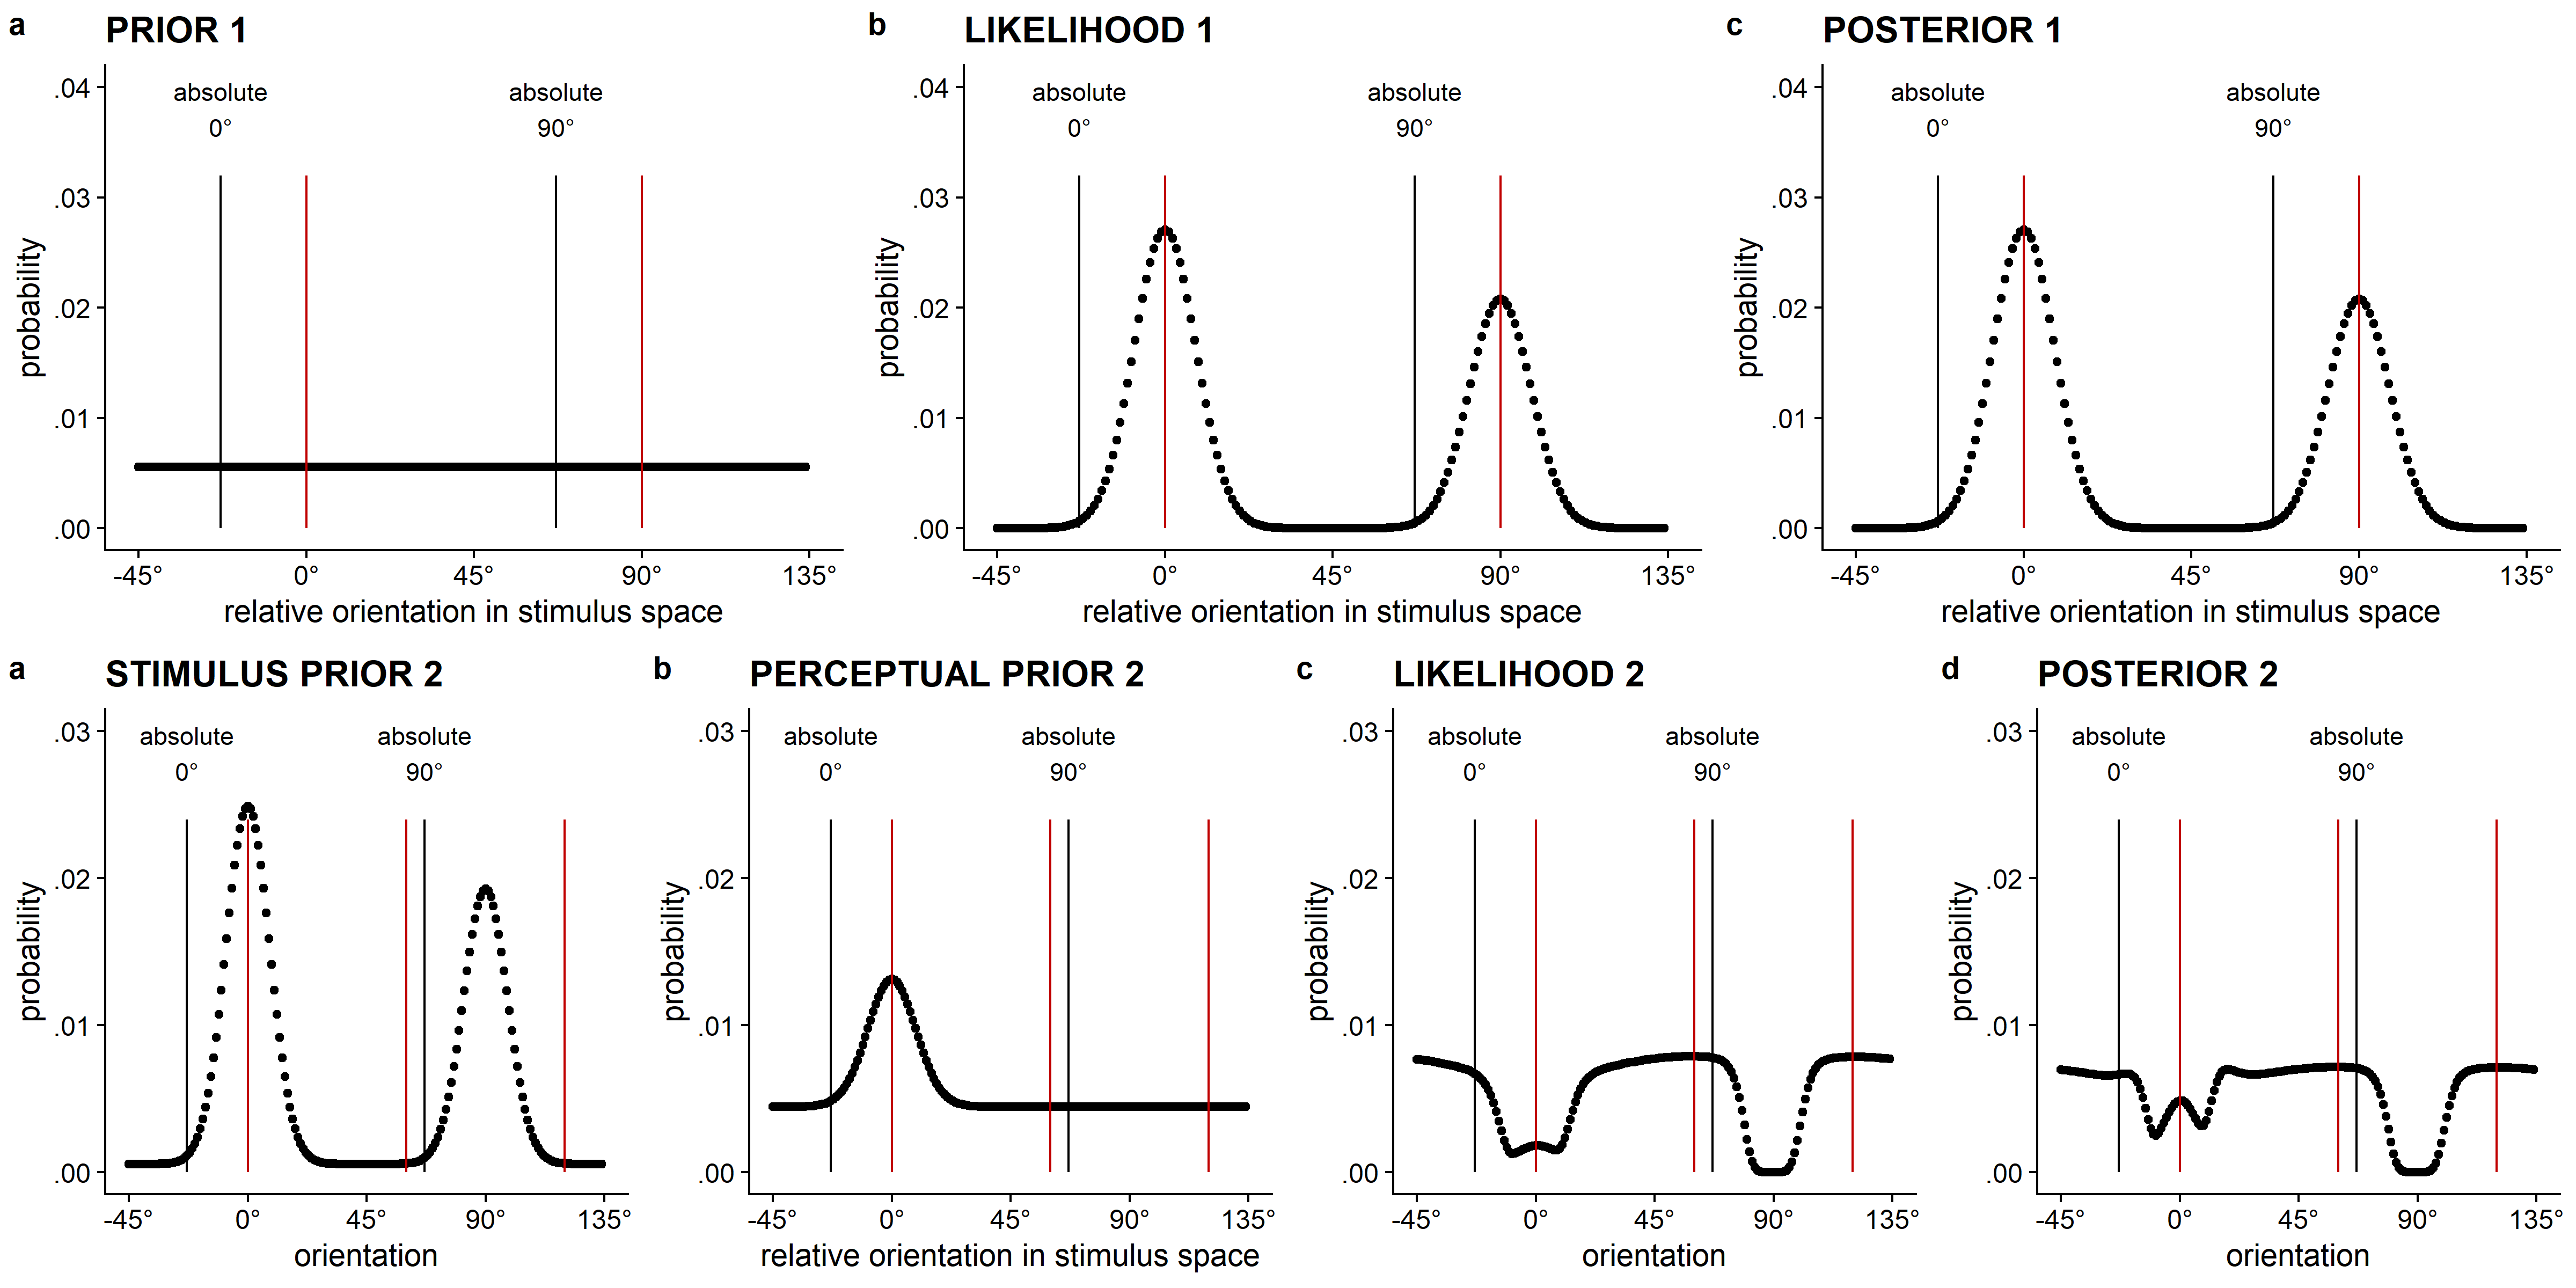 a PRIOR 1
.04
.03
.02
.01
.00
absolute absolute
0° 90°
probability
-45° 0° 45° 90° 135°
relative orientation in stimulus space
b LIKELIHOOD 1
.04
.03
.02
.01
.00
absolute absolute
0° 90°
probability
-45° 0° 45° 90° 135°
relative orientation in stimulus space
c POSTERIOR 1
.04
.03
.02
.01
.00
absolute absolute
0° 90°
probability
-45° 0° 45° 90° 135°
relative orientation in stimulus space
a STIMULUS PRIOR 2
.03
.02
.01
.00
absolute absolute
0° 90°
probability
-45° 0° 45° 90° 135°
orientation
b PERCEPTUAL PRIOR 2
.03
.02
.01
.00
absolute absolute
0° 90°
probability
-45° 0° 45° 90° 135°
relative orientation in stimulus space
c LIKELIHOOD 2
.03
.02
.01
.00
absolute absolute
0° 90°
probability
-45° 0° 45° 90° 135°
orientation
d POSTERIOR 2
.03
.02
.01
.00
absolute absolute
0° 90°
probability
-45° 0° 45° 90° 135°
orientation